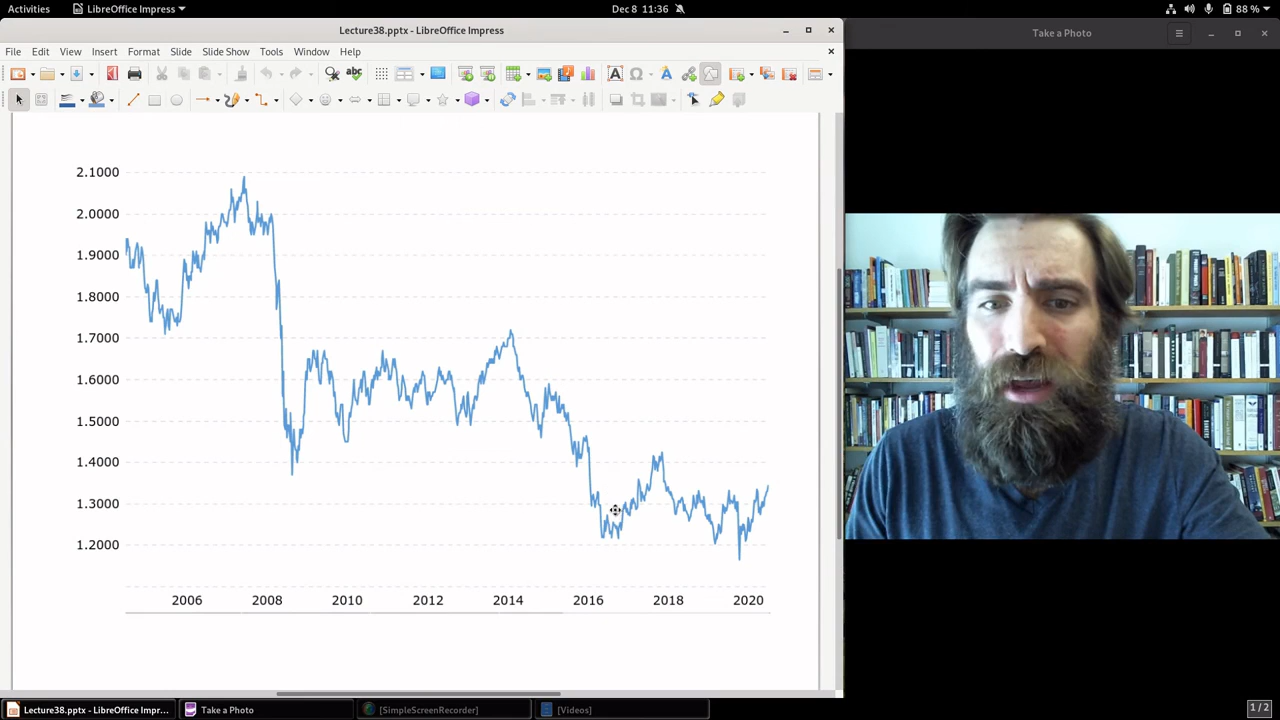 Activities LibreOffice Impress Dec 8 11:36 88 %
Lecture38.pptx - LibreOffice Impress
Take a Photo
File Edit View Insert Format Slide Slide Show Tools Window Help
2.1000
2.0000
1.9000
1.8000
1.7000
1.6000
1.5000
1.4000
1.3000
1.2000
2006 2008 2010 2012 2014 2016 2018 2020
Lecture38.pptx - LibreOffice Impr... Take a Photo [SimpleScreenRecorder] [Videos] 1/2